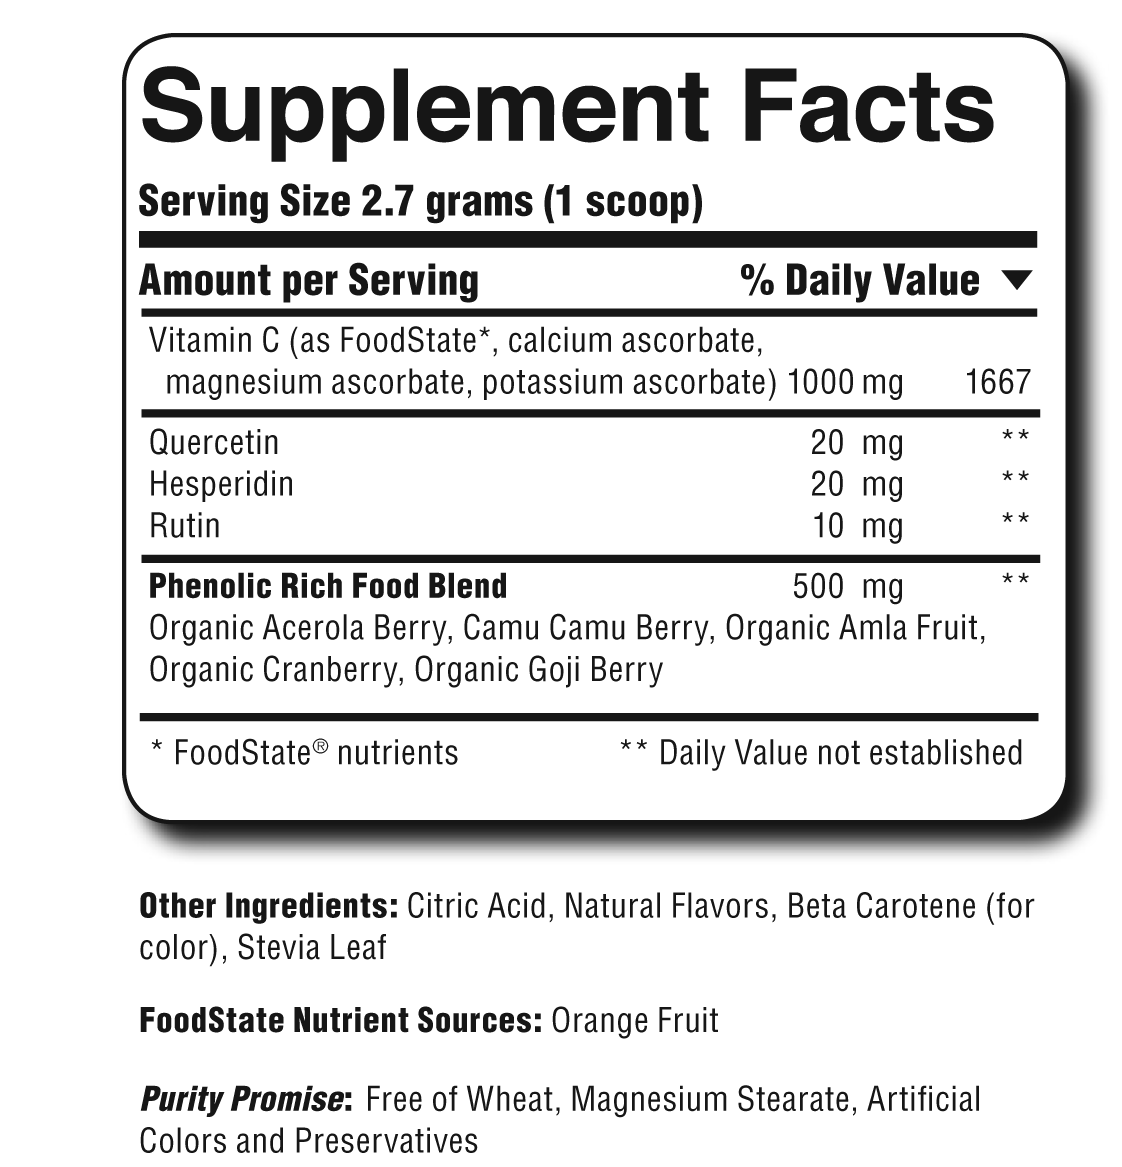 Supplement Facts
Serving Size 2.7 grams (1 scoop)
Amount per Serving % Daily Value ▼
Vitamin C (as FoodState*, calcium ascorbate,
magnesium ascorbate, potassium ascorbate) 1000 mg 1667
Quercetin 20 mg **
Hesperidin 20 mg **
Rutin 10 mg **
Phenolic Rich Food Blend 500 mg **
Organic Acerola Berry, Camu Camu Berry, Organic Amla Fruit,
Organic Cranberry, Organic Goji Berry
* FoodState® nutrients ** Daily Value not established
Other Ingredients: Citric Acid, Natural Flavors, Beta Carotene (for
color), Stevia Leaf
FoodState Nutrient Sources: Orange Fruit
Purity Promise: Free of Wheat, Magnesium Stearate, Artificial
Colors and Preservatives